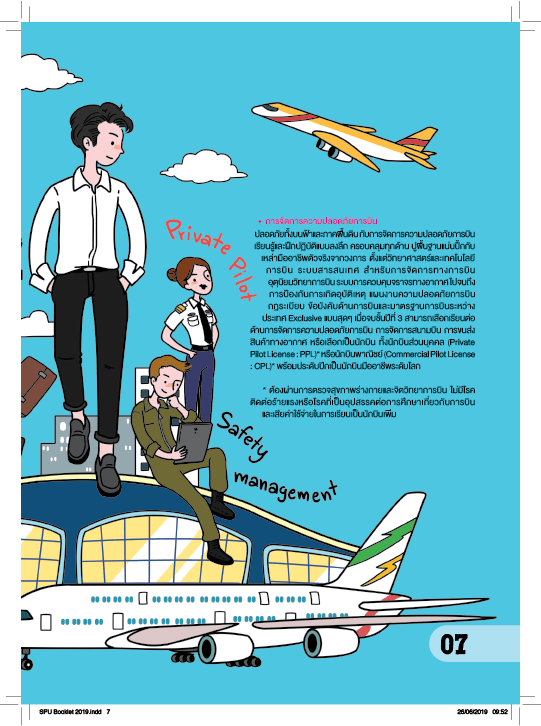 Private Pilot
• การจัดการความปลอดภัยการบิน
ปลอดภัยทั้งบนฟ้าและภาคพื้นดินกับการจัดการความปลอดภัยการบิน
เรียนรู้และฝึกปฏิบัติแบบลงลึก ครอบคลุมทุกด้าน ปูพื้นฐานแน่นปึ้กกับ
เหล่ามืออาชีพตัวจริงจากวงการ ตั้งแต่วิทยาศาสตร์และเทคโนโลยี
การบิน ระบบสารสนเทศ สำหรับการจัดการทางการบิน
อุตุนิยมวิทยาการบิน ระบบการควบคุมจราจรทางอากาศ ไปจนถึง
การป้องกันการเกิดอุบัติเหตุ แผนงานความปลอดภัยการบิน
กฎระเบียบ ข้อบังคับด้านการบินและมาตรฐานการบินระหว่าง
ประเทศ Exclusive แบบสุดๆ เมื่อจบชั้นปีที่ 3 สามารถเลือกเรียนต่อ
ด้านการจัดการความปลอดภัยการบิน การจัดการสนามบิน การขนส่ง
สินค้าทางอากาศ หรือเลือกเป็นนักบิน ทั้งนักบินส่วนบุคคล (Private
Pilot License : PPL)* หรือนักบินพาณิชย์ (Commercial Pilot License
: CPL)* พร้อมประดับปีกเป็นนักบินมืออาชีพระดับโลก
* ต้องผ่านการตรวจสุขภาพร่างกายและจิตวิทยาการบิน ไม่มีโรค
ติดต่อร้ายแรงหรือโรคที่เป็นอุปสรรคต่อการศึกษาเกี่ยวกับการบิน
และเสียค่าใช้จ่ายในการเรียนเป็นนักบินเพิ่ม
Safety
management
07
SPU Booklet 2019.indd 7
26/06/2019 09:52